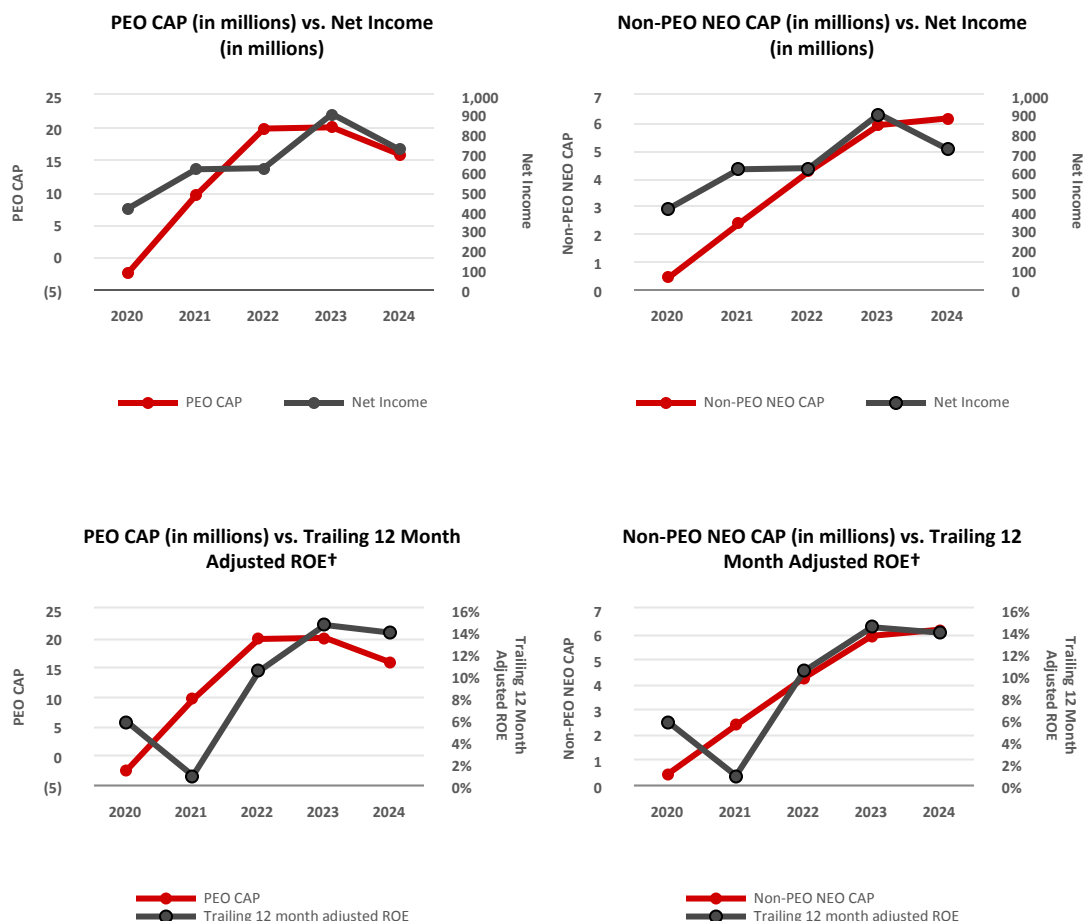 PEO CAP (in millions) vs. Net Income
(in millions)
25
20
15
10
5
0
(5)
PEO CAP
1,000
900
800
700
600
500
400
300
200
100
0
Net Income
2020 2021 2022 2023 2024
PEO CAP Net Income
Non-PEO NEO CAP (in millions) vs. Net Income
(in millions)
7
6
5
4
3
2
1
0
Non-PEO NEO CAP
1,000
900
800
700
600
500
400
300
200
100
0
Net Income
2020 2021 2022 2023 2024
Non-PEO NEO CAP Net Income
PEO CAP (in millions) vs. Trailing 12 Month
Adjusted ROE†
25
20
15
10
5
0
(5)
PEO CAP
16%
14%
12%
10%
8%
6%
4%
2%
0%
Trailing 12 Month
Adjusted ROE
2020 2021 2022 2023 2024
PEO CAP
Trailing 12 month adjusted ROE
Non-PEO NEO CAP (in millions) vs. Trailing 12
Month Adjusted ROE†
7
6
5
4
3
2
1
0
Non-PEO NEO CAP
16%
14%
12%
10%
8%
6%
4%
2%
0%
Trailing 12 Month
Adjusted ROE
2020 2021 2022 2023 2024
Non-PEO NEO CAP
Trailing 12 month adjusted ROE